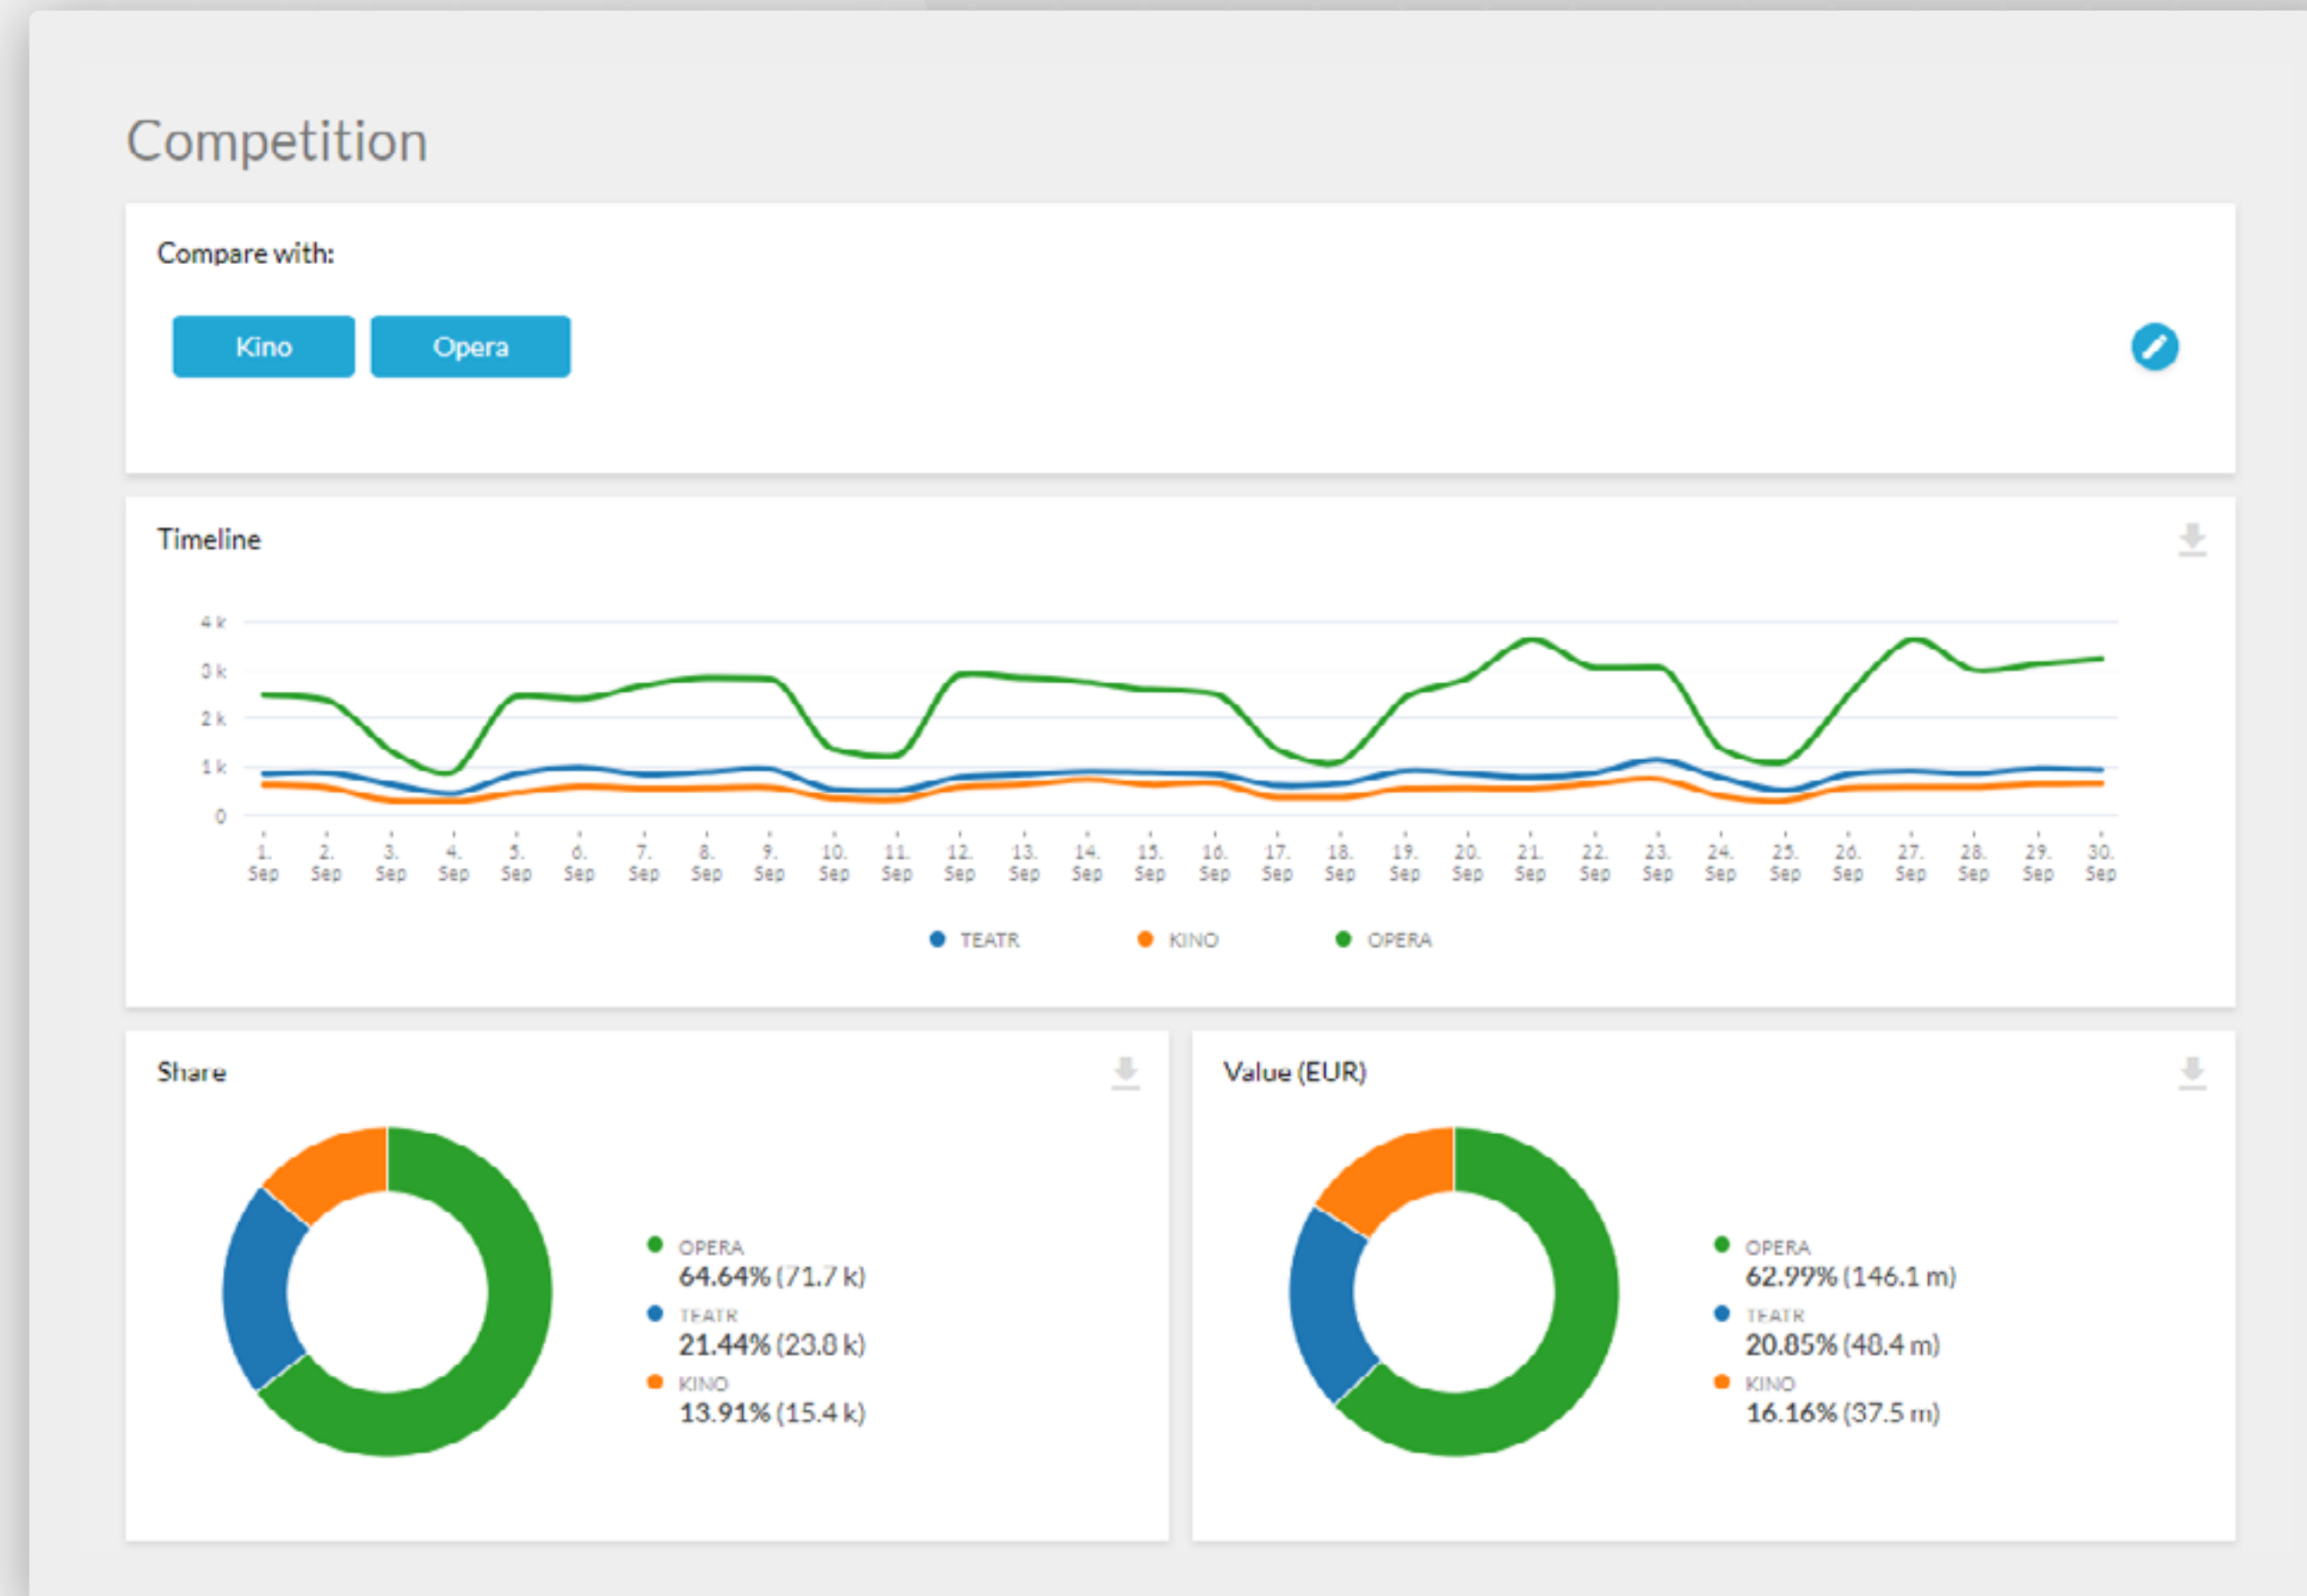 Competition
Compare with:
Kino Opera
Timeline
4 k
3 k
2 k
1 k
0
1. 2. 3. 4. 5. 6. 7. 8. 9. 10. 11. 12. 13. 14. 15. 16. 17. 18. 19. 20. 21. 22. 23. 24. 25. 26. 27. 28. 29. 30.
Sep Sep Sep Sep Sep Sep Sep Sep Sep Sep Sep Sep Sep Sep Sep Sep Sep Sep Sep Sep Sep Sep Sep Sep Sep Sep Sep Sep Sep Sep
TEATR KINO OPERA
Share
OPERA
64.64% (71.7 k)
TEATR
21.44% (23.8 k)
KINO
13.91% (15.4 k)
Value (EUR)
OPERA
62.99% (146.1 m)
TEATR
20.85% (48.4 m)
KINO
16.16% (37.5 m)